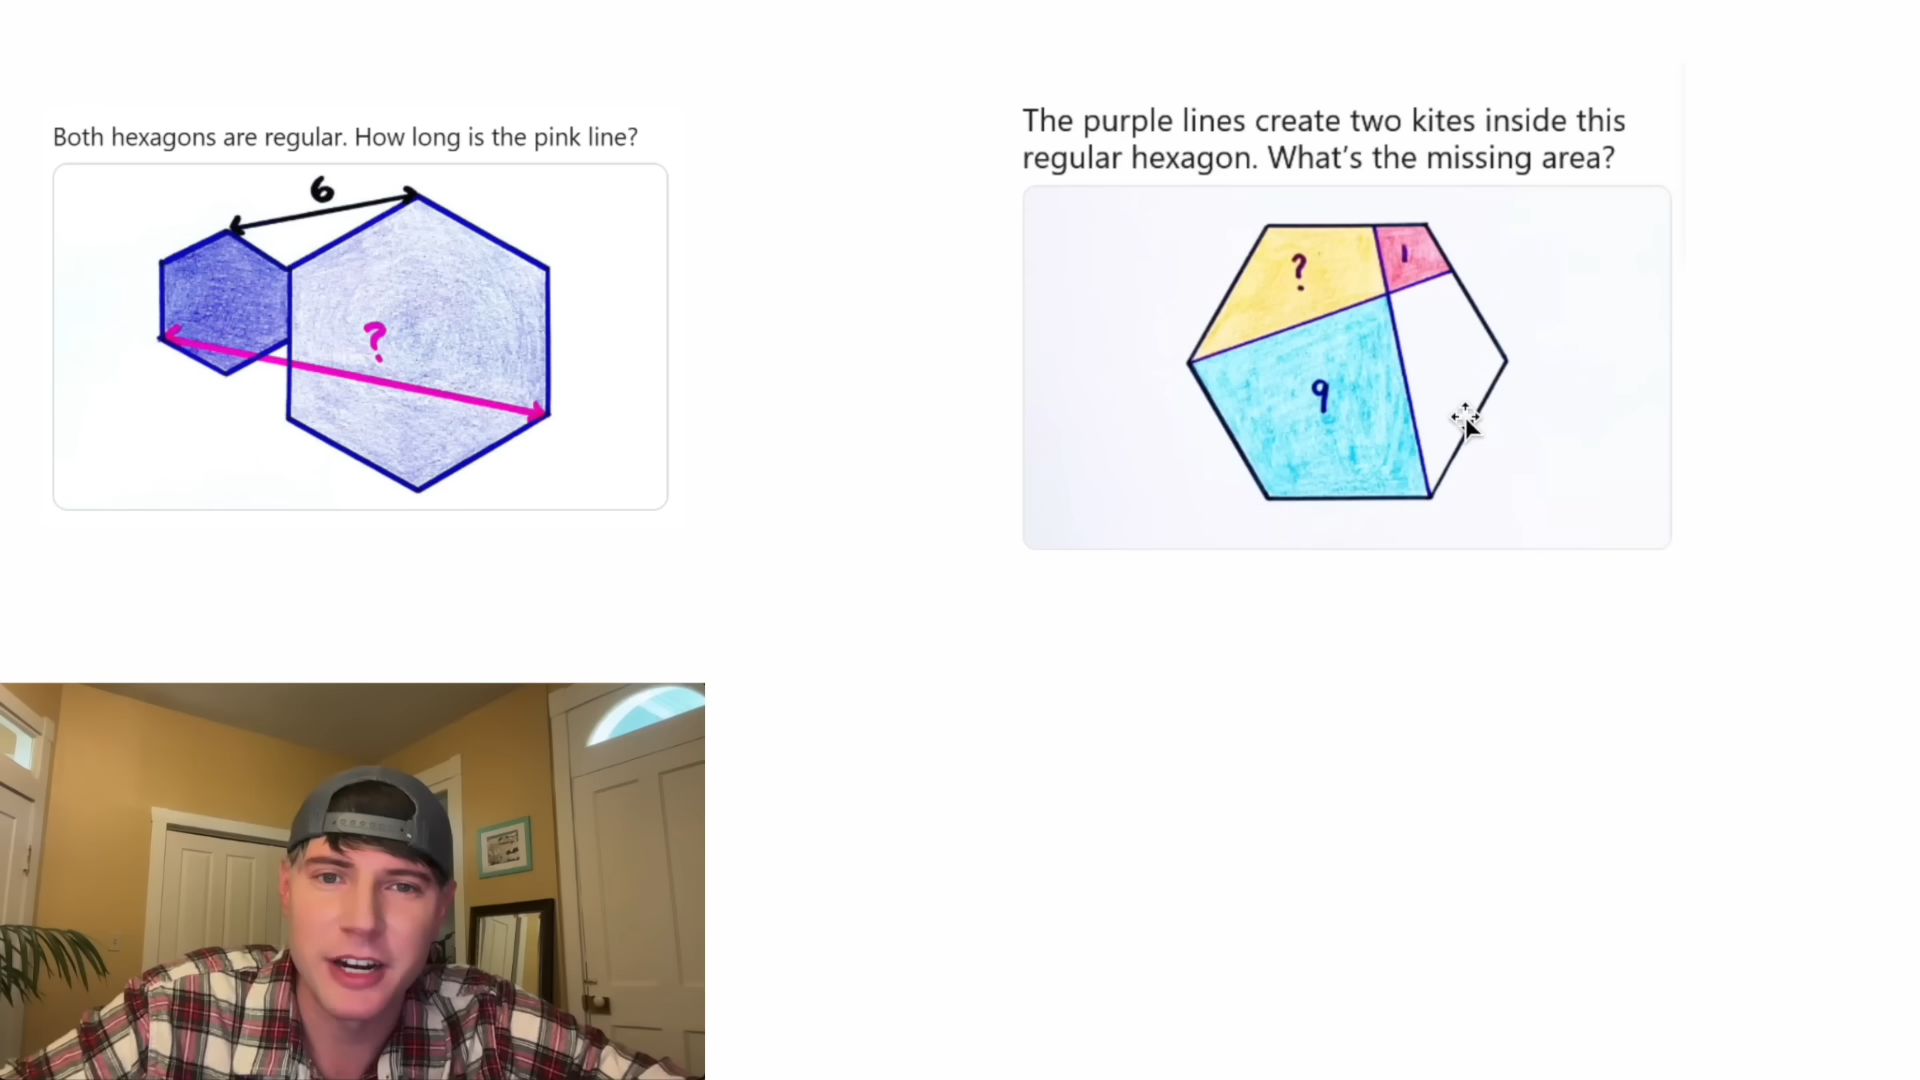 Both hexagons are regular. How long is the pink line?
6
?
The purple lines create two kites inside this
regular hexagon. What's the missing area?
?
1
9